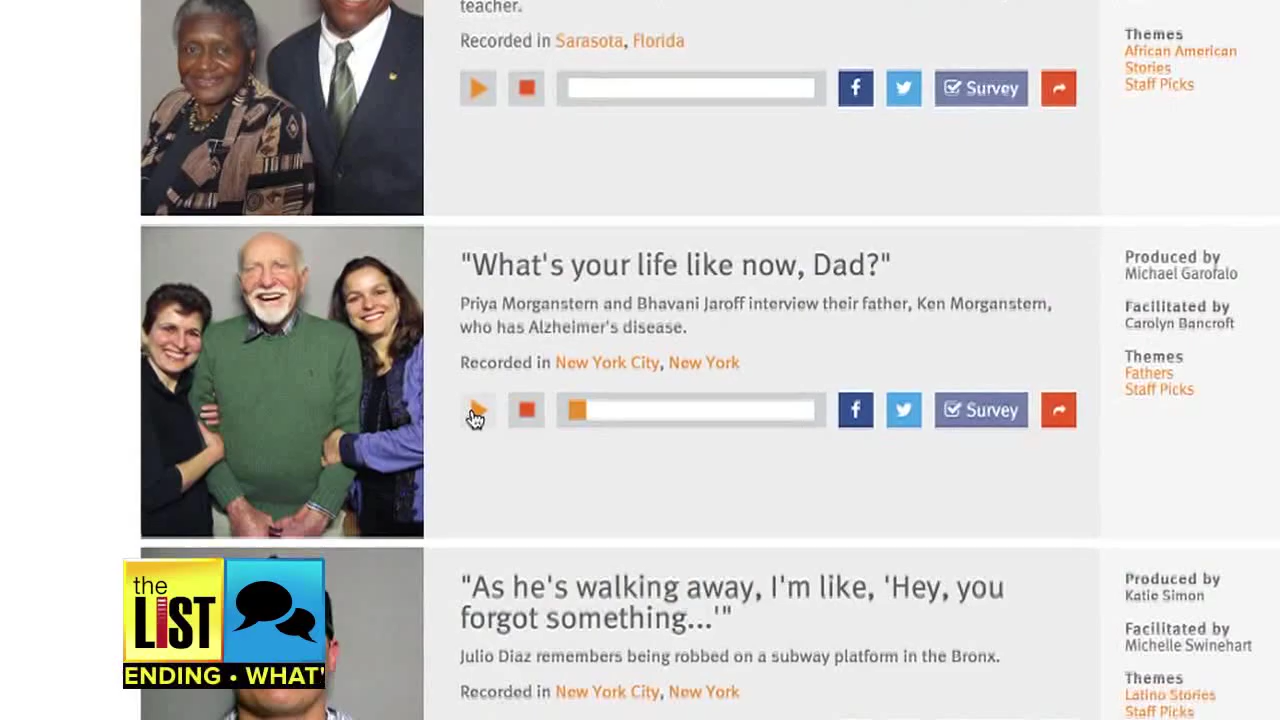 teacher.
Recorded in Sarasota, Florida
Survey
Themes
African American
Stories
Staff Picks
"What's your life like now, Dad?"
Priya Morganstern and Bhavani Jaroff interview their father, Ken Morganstern,
who has Alzheimer's disease.
Recorded in New York City, New York
Survey
Produced by
Michael Garofalo
Facilitated by
Carolyn Bancroft
Themes
Fathers
Staff Picks
"As he's walking away, I'm like, 'Hey, you
forgot something...'"
Julio Diaz remembers being robbed on a subway platform in the Bronx.
Recorded in New York City, New York
Produced by
Katie Simon
Facilitated by
Michelle Swinehart
Themes
Latino Stories
Staff Picks
the
LIST
ENDING • WHAT'